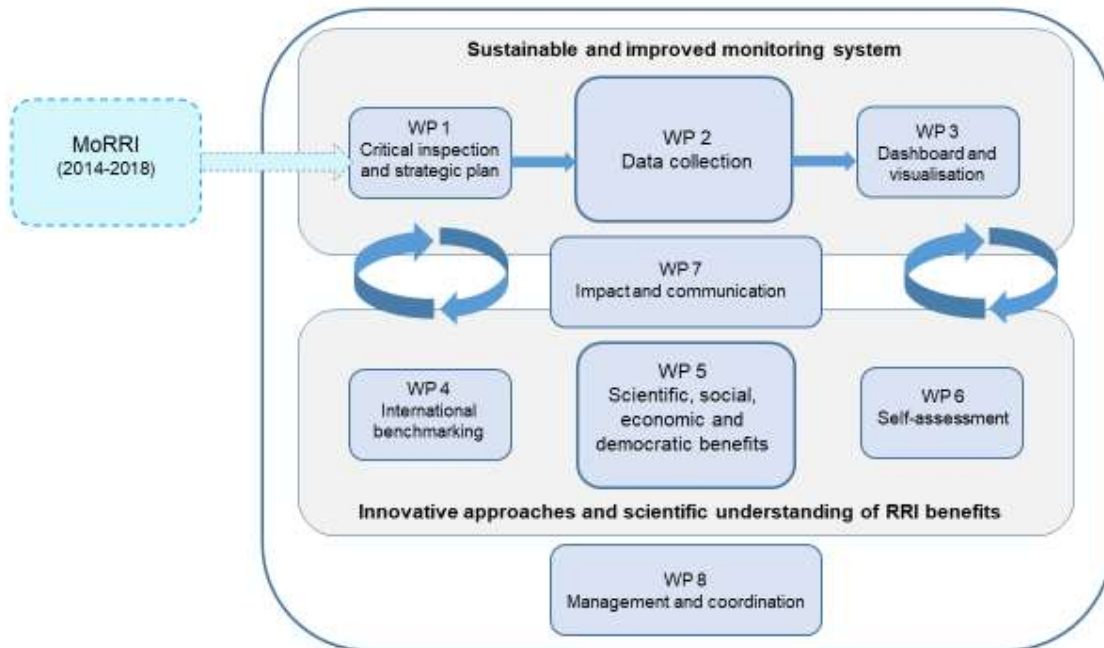 Sustainable and improved monitoring system
MoRRI
(2014-2018)
WP 1
Critical inspection
and strategic plan
WP 2
Data collection
WP 3
Dashboard and
visualisation
WP 7
Impact and communication
WP 4
International
benchmarking
WP 5
Scientific, social,
economic and
democratic benefits
WP 6
Self-assessment
Innovative approaches and scientific understanding of RRI benefits
WP 8
Management and coordination